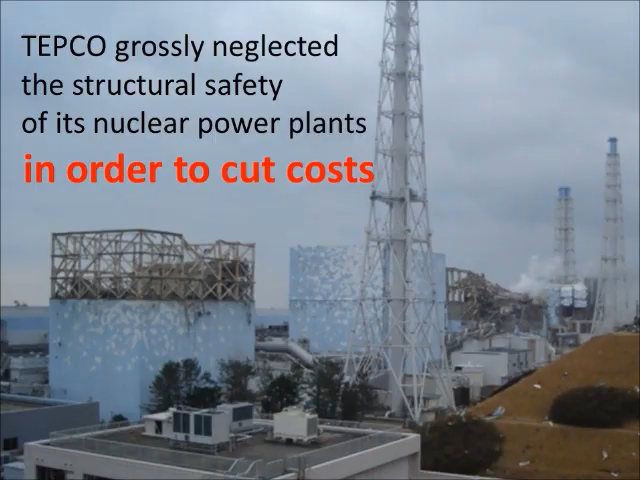 TEPCO grossly neglected
the structural safety
of its nuclear power plants
in order to cut costs